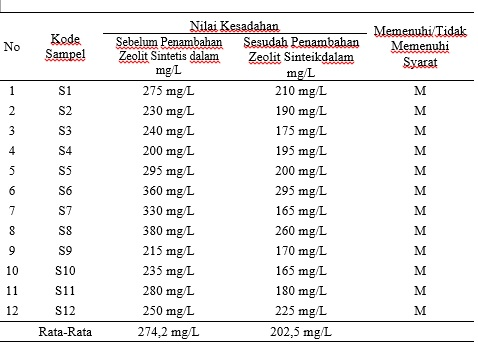 No Kode Sampel Nilai Kesadahan Memenuhi/Tidak Memenuhi Syarat
Sebelum Penambahan Zeolit Sintetis dalam mg/L Sesudah Penambahan Zeolit Sinteikdalam mg/L
1 S1 275 mg/L 210 mg/L M
2 S2 230 mg/L 190 mg/L M
3 S3 240 mg/L 175 mg/L M
4 S4 200 mg/L 195 mg/L M
5 S5 295 mg/L 200 mg/L M
6 S6 360 mg/L 295 mg/L M
7 S7 330 mg/L 165 mg/L M
8 S8 380 mg/L 260 mg/L M
9 S9 215 mg/L 170 mg/L M
10 S10 235 mg/L 165 mg/L M
11 S11 280 mg/L 180 mg/L M
12 S12 250 mg/L 225 mg/L M
Rata-Rata 274,2 mg/L 202,5 mg/L